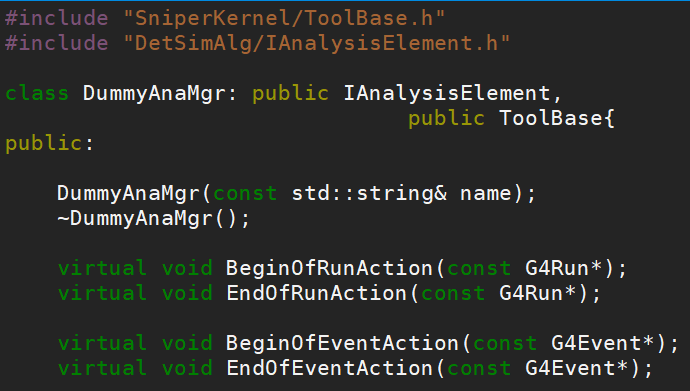 #include "SniperKernel/ToolBase.h"
#include "DetSimAlg/IAnalysisElement.h"
class DummyAnaMgr: public IAnalysisElement,
public ToolBase{
public:
DummyAnaMgr(const std::string& name);
~DummyAnaMgr();
virtual void BeginOfRunAction(const G4Run*);
virtual void EndOfRunAction(const G4Run*);
virtual void BeginOfEventAction(const G4Event*);
virtual void EndOfEventAction(const G4Event*);